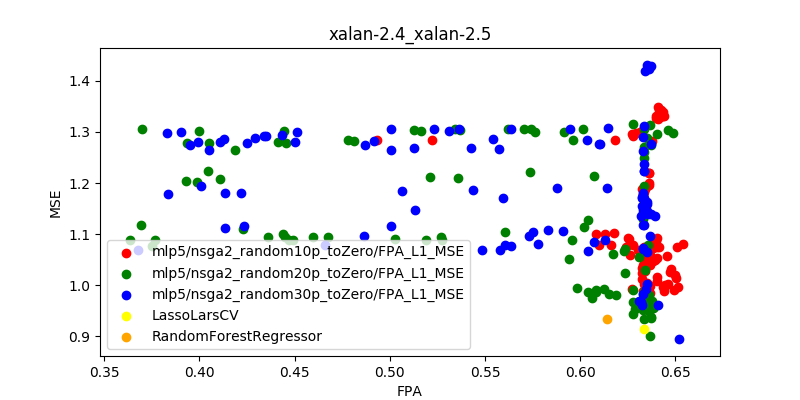 xalan-2.4_xalan-2.5
MSE
1.4
1.3
1.2
1.1
1.0
0.9
mlp5/nsga2_random10p_toZero/FPA_L1_MSE
mlp5/nsga2_random20p_toZero/FPA_L1_MSE
mlp5/nsga2_random30p_toZero/FPA_L1_MSE
LassoLarsCV
RandomForestRegressor
0.35 0.40 0.45 0.50 0.55 0.60 0.65
FPA